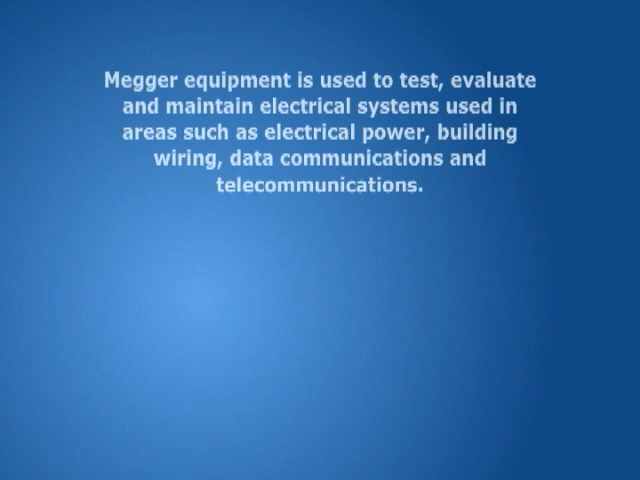 Megger equipment is used to test, evaluate
and maintain electrical systems used in
areas such as electrical power, building
wiring, data communications and
telecommunications.